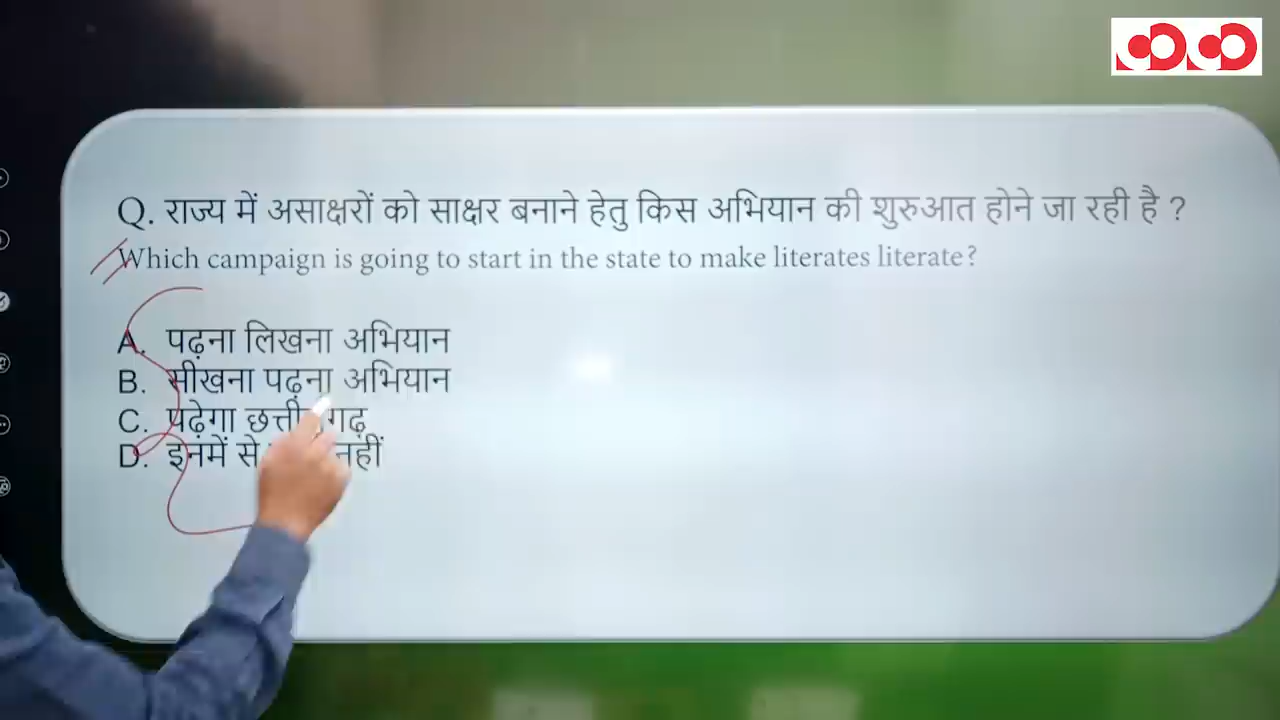 Q. राज्य में असाक्षरों को साक्षर बनाने हेतु किस अभियान की शुरुआत होने जा रही है ?
Which campaign is going to start in the state to make literates literate?
A. पढ़ना लिखना अभियान
B. सीखना पढ़ना अभियान
C. पढ़ेगा
D. इनमें से नहीं